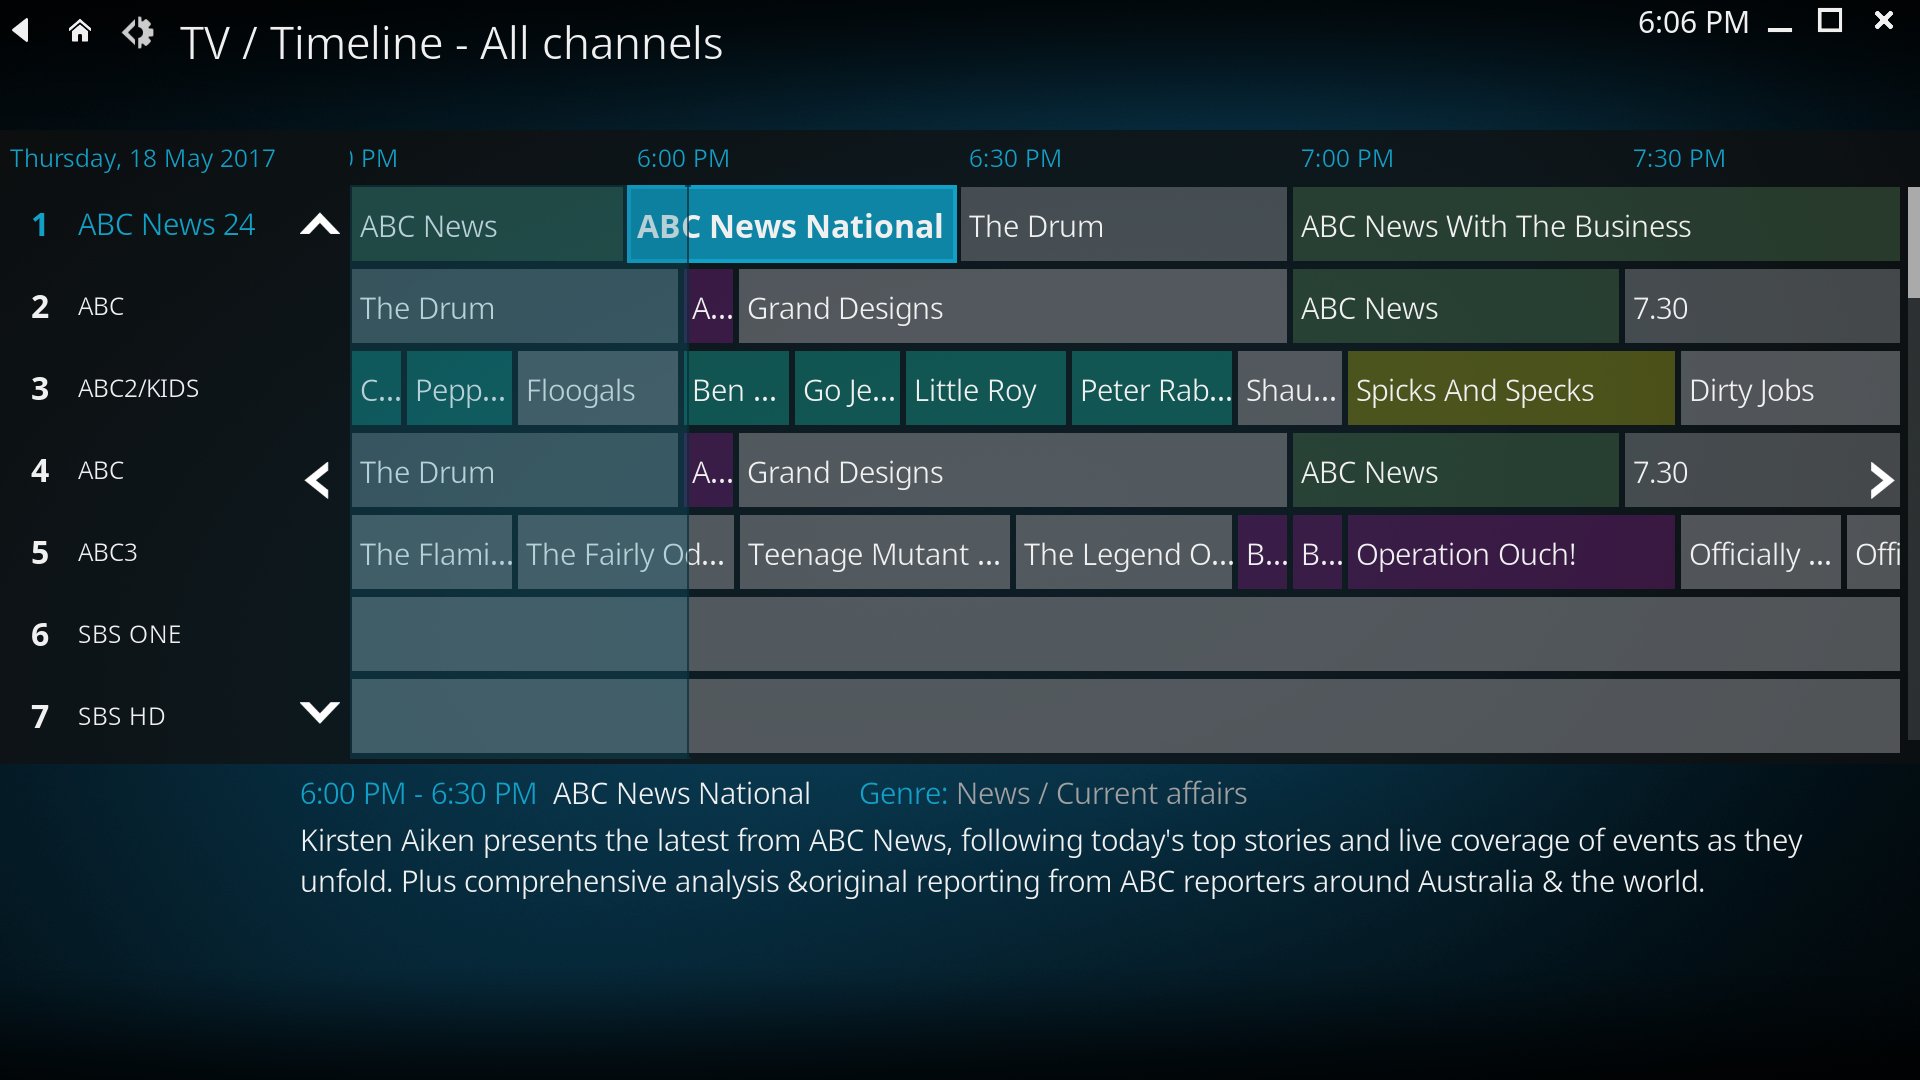 TV / Timeline - All channels
6:06 PM
Thursday, 18 May 2017
PM 6:00 PM 6:30 PM 7:00 PM 7:30 PM
1 ABC News 24 ABC News ABC News National The Drum ABC News With The Business
2 ABC The Drum A... Grand Designs ABC News 7.30
3 ABC2/KIDS C... Pepp... Floogals Ben ... Go Je... Little Roy Peter Rab... Shau... Spicks And Specks Dirty Jobs
4 ABC The Drum A... Grand Designs ABC News 7.30
5 ABC3 The Flami... The Fairly Od... Teenage Mutant ... The Legend O... B... B... Operation Ouch! Officially ... Offi
6 SBS ONE
7 SBS HD
6:00 PM - 6:30 PM ABC News National Genre: News / Current affairs
Kirsten Aiken presents the latest from ABC News, following today's top stories and live coverage of events as they
unfold. Plus comprehensive analysis &original reporting from ABC reporters around Australia & the world.